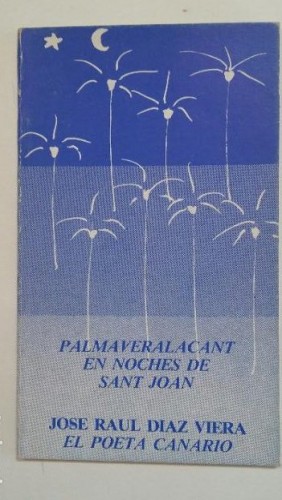 PALMAVERALACANT
EN NOCHES DE
SANT JOAN
JOSE RAUL DIAZ VIERA
EL POETA CANARIO